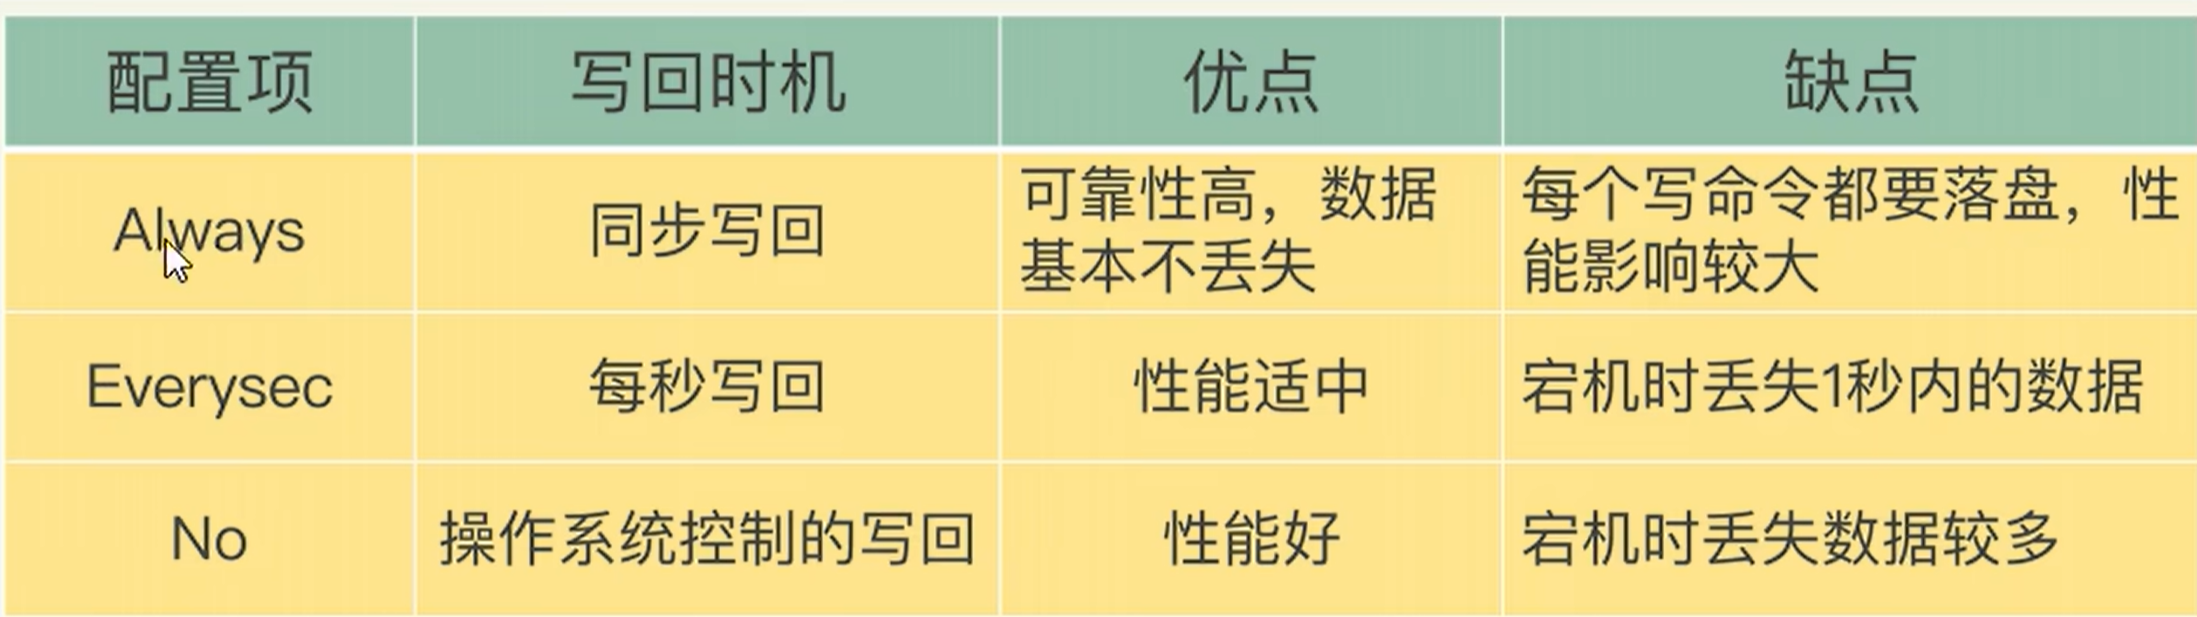 配置项 写回时机 优点 缺点
Always 同步写回 可靠性高，数据 每个写命令都要落盘，性
基本不丢失 能影响较大
Everysec 每秒写回 性能适中 宕机时丢失1秒内的数据
No 操作系统控制的写回 性能好 宕机时丢失数据较多